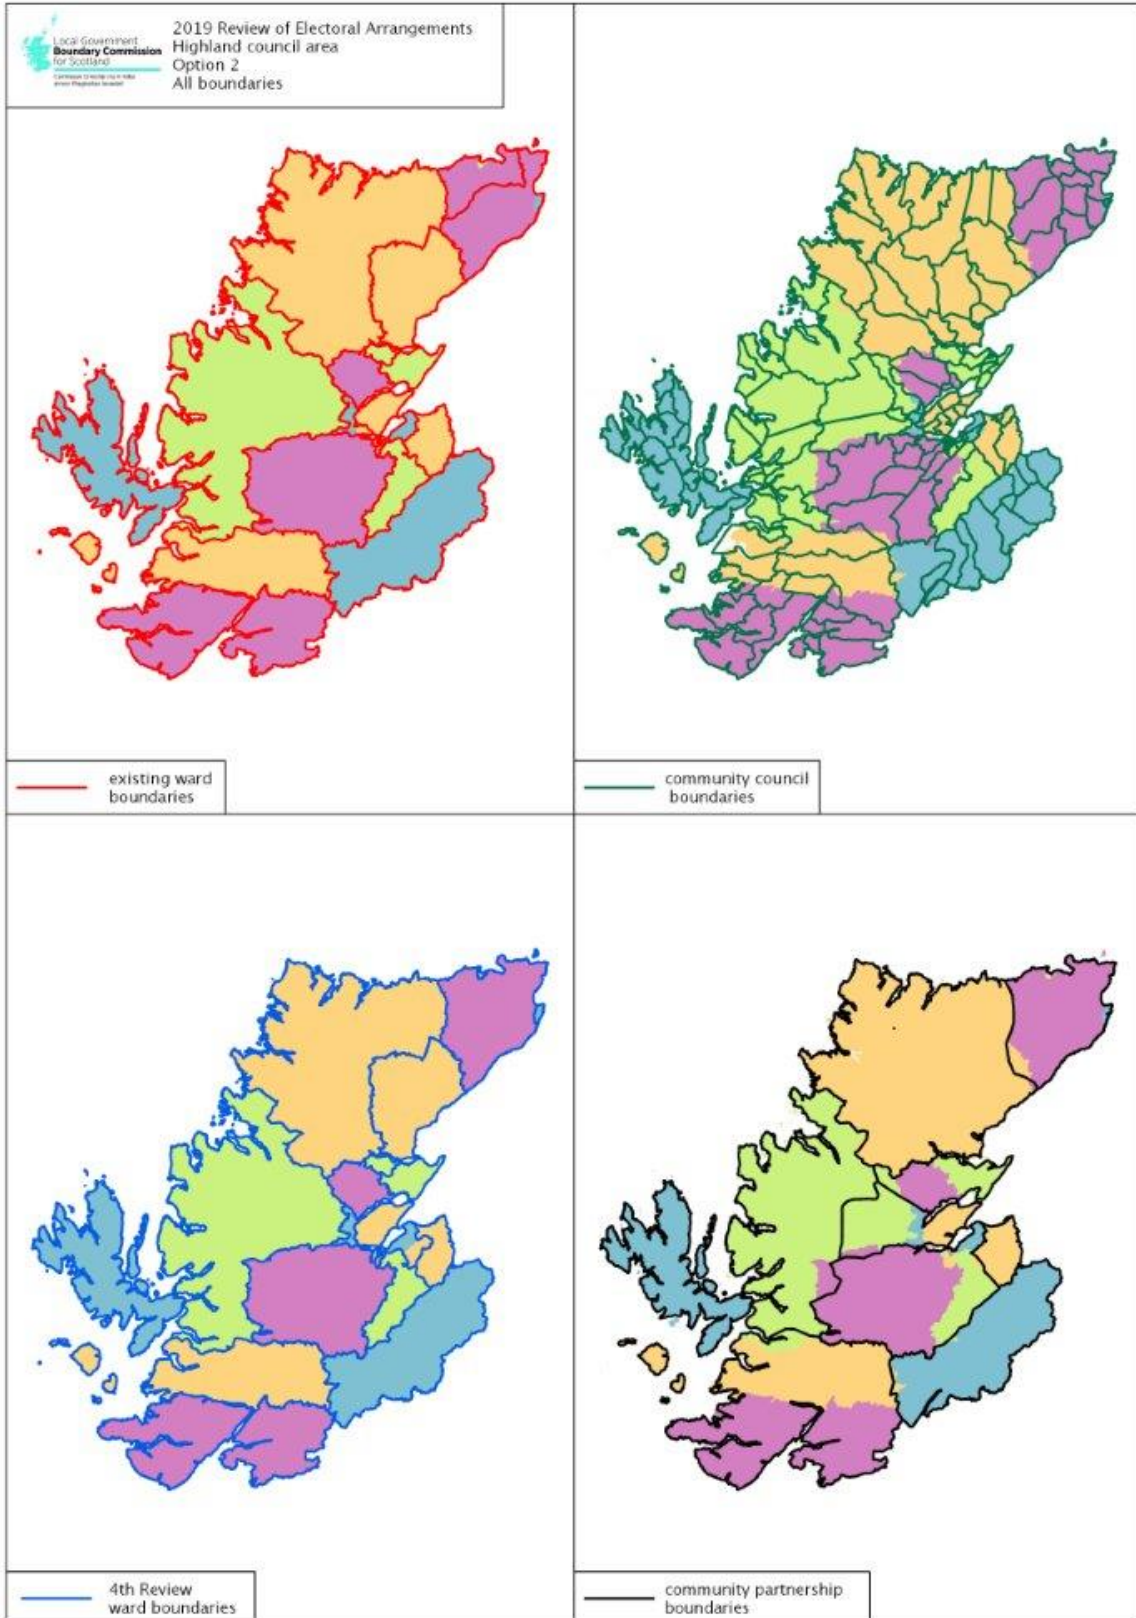 Local Government
Boundary Commission
for Scotland
2019 Review of Electoral Arrangements
Highland council area
Option 2
All boundaries
existing ward
boundaries
community council
boundaries
4th Review
ward boundaries
community partnership
boundaries